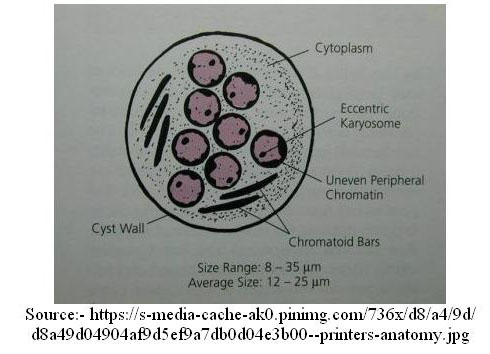 Cytoplasm
Eccentric
Karyosome
Uneven Peripheral
Chromatin
Cyst Wall
Chromatoid Bars
Size Range: 8 – 35 μm
Average Size: 12 – 25 μm
Source:- https://s-media-cache-ak0.pinimg.com/736x/d8/a4/9d/
d8a49d04904af9d5ef9a7db0d04e3b00--printers-anatomy.jpg